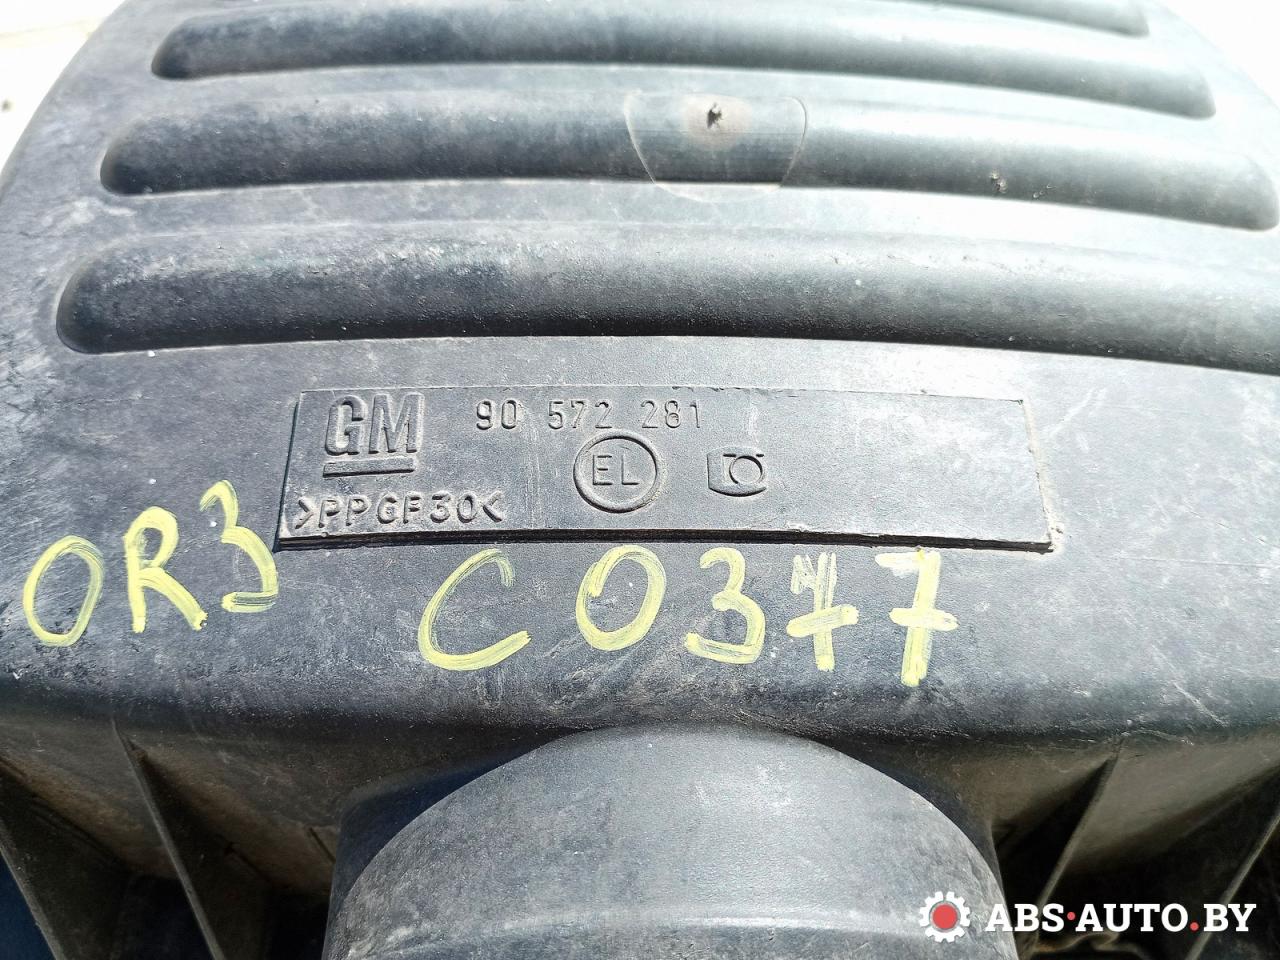 GM 90 572 281
EL
>PPGF30<
OR3 C0377
ABS·AUTO.BY